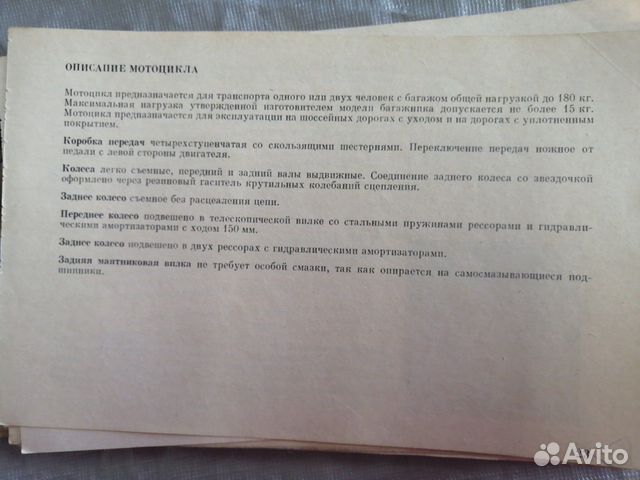 ОПИСАНИЕ МОТОЦИКЛА
Мотоцикл предназначается для транспорта одного или двух человек с багажом общей нагрузкой до 180 кг.
Максимальная нагрузка утвержденной изготовителем модели багажника допускается не более 15 кг.
Мотоцикл предназначается для эксплуатации на шоссейных дорогах с уходом и на дорогах с уплотненным
покрытием.
Коробка передач четырехступенчатая со скользящими шестернями. Переключение передач ножное от
педали с левой стороны двигателя.
Колеса легко съемные, передний и задний валы выдвижные. Соединение заднего колеса со звездочкой
оформлено через резиновый гаситель крутильных колебаний сцепления.
Заднее колесо съемное без расцеаления цепи.
Переднее колесо подвешено в телескопической вилке со стальными пружинами рессорами и гидравли-
ческими амортизаторами с ходом 150 мм.
Заднее колесо подвешено в двух рессорах с гидравлическими амортизаторами.
Задняя маятниковая вилка не требует особой смазки, так как опирается на самосмазывающиеся под-
шипники.
Avito